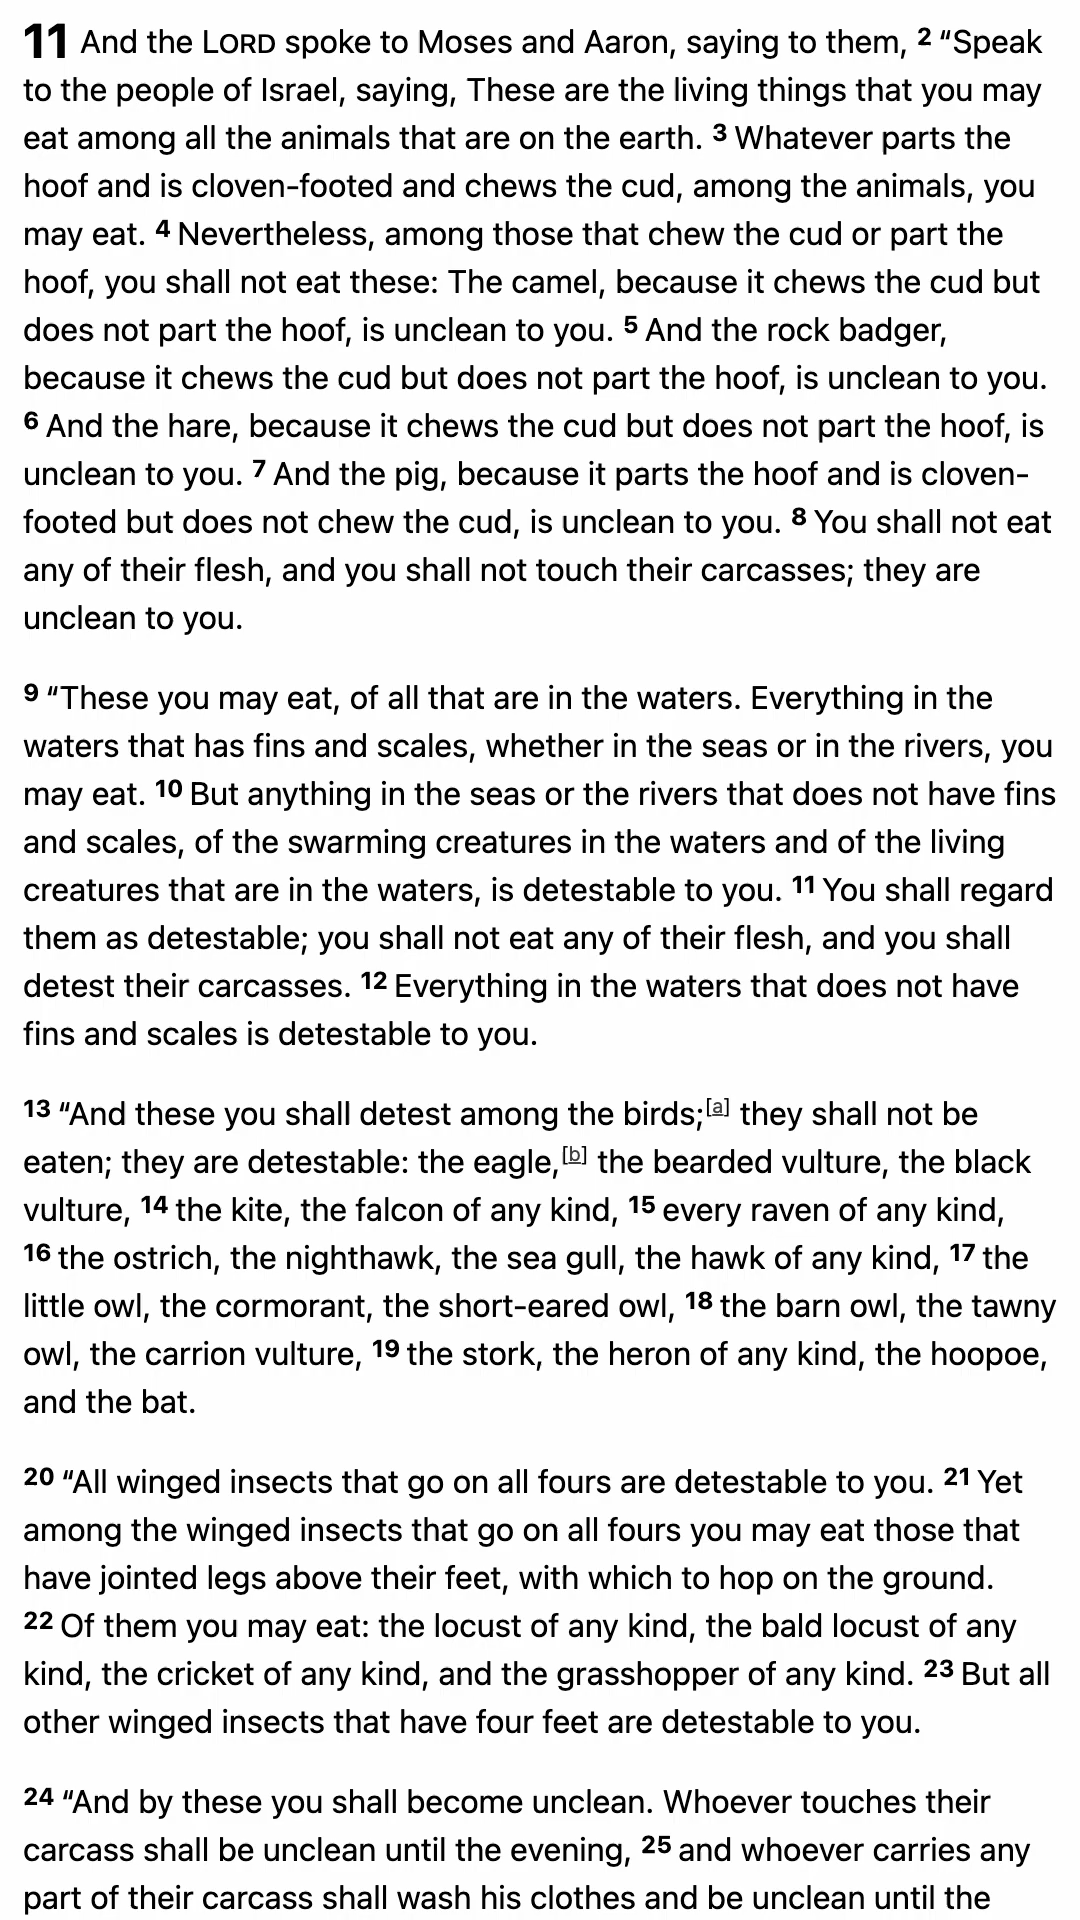 11 And the LORD spoke to Moses and Aaron, saying to them, 2 “Speak
to the people of Israel, saying, These are the living things that you may
eat among all the animals that are on the earth. 3 Whatever parts the
hoof and is cloven-footed and chews the cud, among the animals, you
may eat. 4 Nevertheless, among those that chew the cud or part the
hoof, you shall not eat these: The camel, because it chews the cud but
does not part the hoof, is unclean to you. 5 And the rock badger,
because it chews the cud but does not part the hoof, is unclean to you.
6 And the hare, because it chews the cud but does not part the hoof, is
unclean to you. 7 And the pig, because it parts the hoof and is cloven-
footed but does not chew the cud, is unclean to you. 8 You shall not eat
any of their flesh, and you shall not touch their carcasses; they are
unclean to you.
9 “These you may eat, of all that are in the waters. Everything in the
waters that has fins and scales, whether in the seas or in the rivers, you
may eat. 10 But anything in the seas or the rivers that does not have fins
and scales, of the swarming creatures in the waters and of the living
creatures that are in the waters, is detestable to you. 11 You shall regard
them as detestable; you shall not eat any of their flesh, and you shall
detest their carcasses. 12 Everything in the waters that does not have
fins and scales is detestable to you.
13 “And these you shall detest among the birds;[a] they shall not be
eaten; they are detestable: the eagle,[b] the bearded vulture, the black
vulture, 14 the kite, the falcon of any kind, 15 every raven of any kind,
16 the ostrich, the nighthawk, the sea gull, the hawk of any kind, 17 the
little owl, the cormorant, the short-eared owl, 18 the barn owl, the tawny
owl, the carrion vulture, 19 the stork, the heron of any kind, the hoopoe,
and the bat.
20 “All winged insects that go on all fours are detestable to you. 21 Yet
among the winged insects that go on all fours you may eat those that
have jointed legs above their feet, with which to hop on the ground.
22 Of them you may eat: the locust of any kind, the bald locust of any
kind, the cricket of any kind, and the grasshopper of any kind. 23 But all
other winged insects that have four feet are detestable to you.
24 “And by these you shall become unclean. Whoever touches their
carcass shall be unclean until the evening, 25 and whoever carries any
part of their carcass shall wash his clothes and be unclean until the